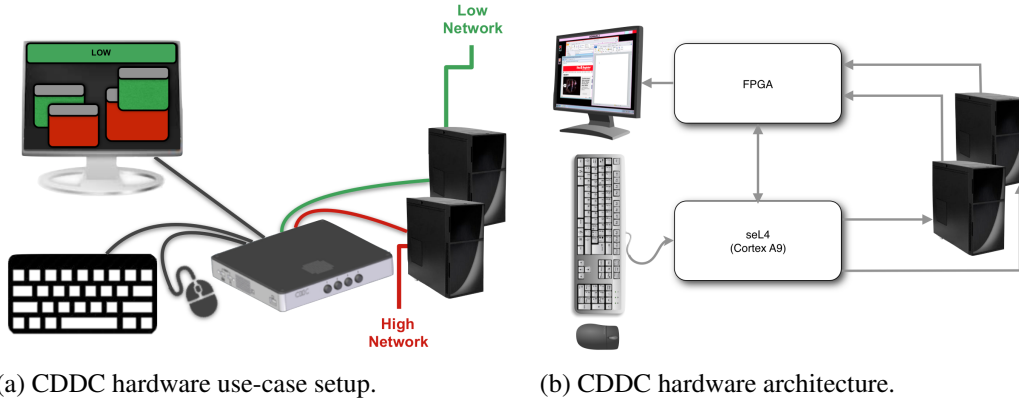 Low
Network
LOW
High
Network
(a) CDDC hardware use-case setup.
FPGA
seL4
(Cortex A9)
(b) CDDC hardware architecture.